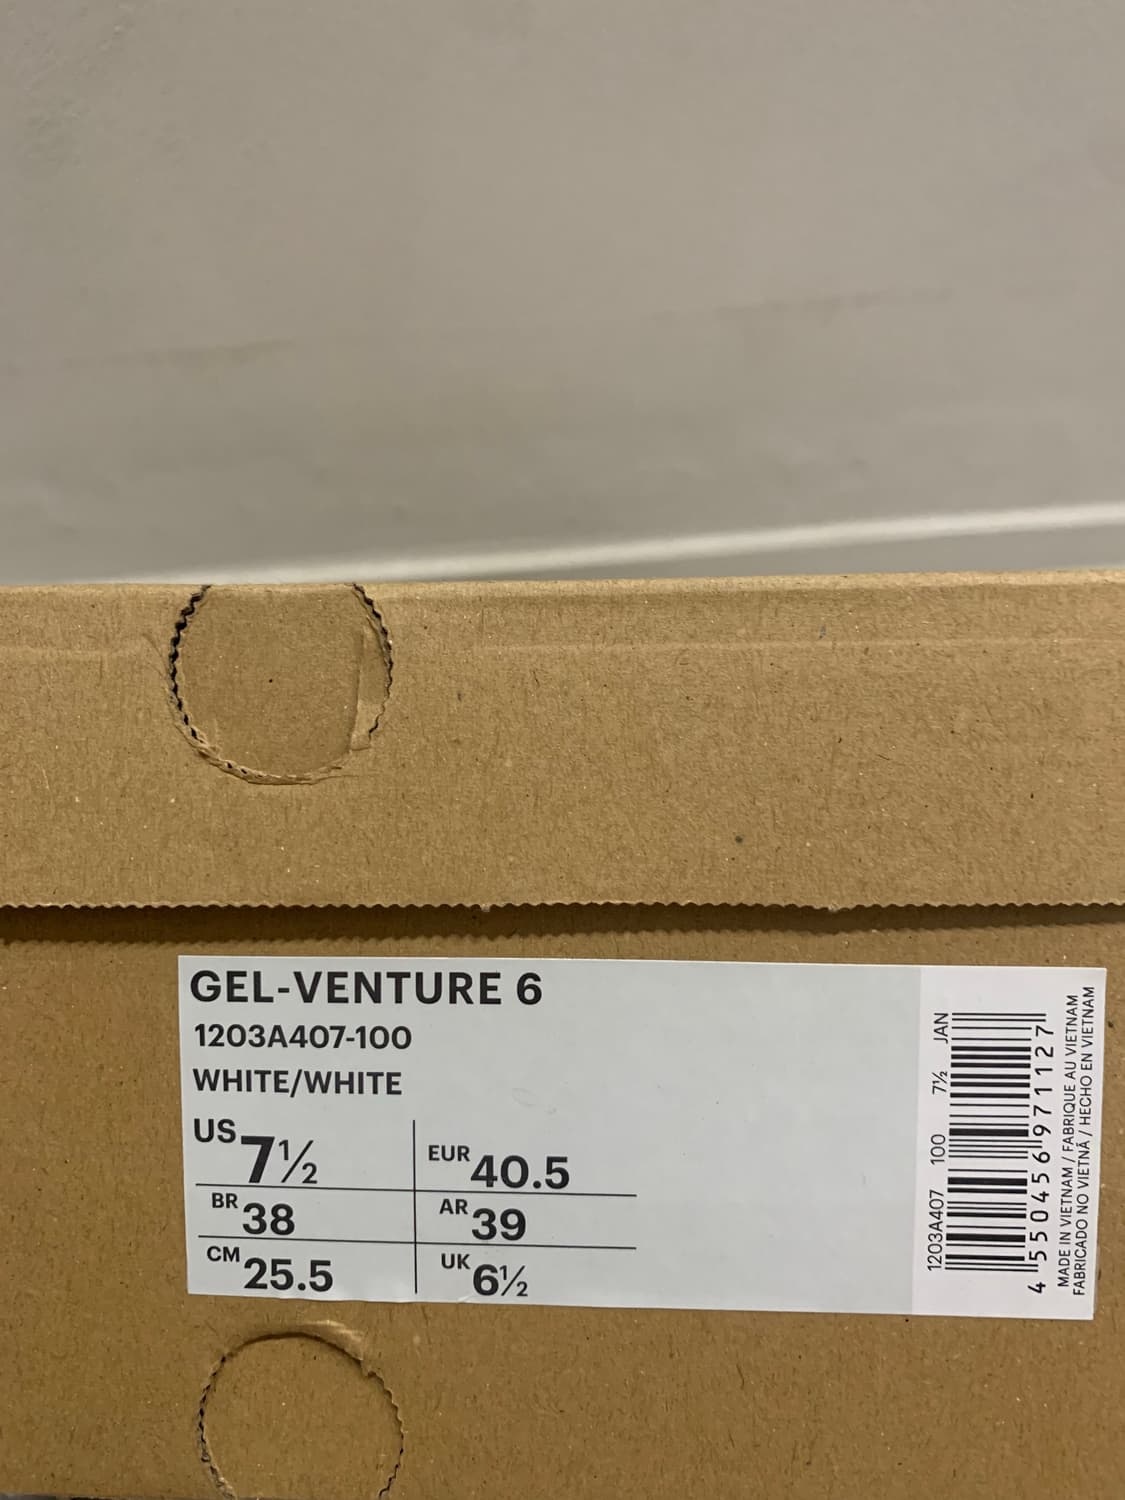 GEL-VENTURE 6
1203A407-100
WHITE/WHITE
US 7½
EUR 40.5
BR 38
AR 39
CM 25.5
UK 6½
1203A407 100 7½ JAN
4 550456 971127
MADE IN VIETNAM / FABRIQUE AU VIETNAM
FABRICADO NO VIETNÃ / HECHO EN VIETNAM